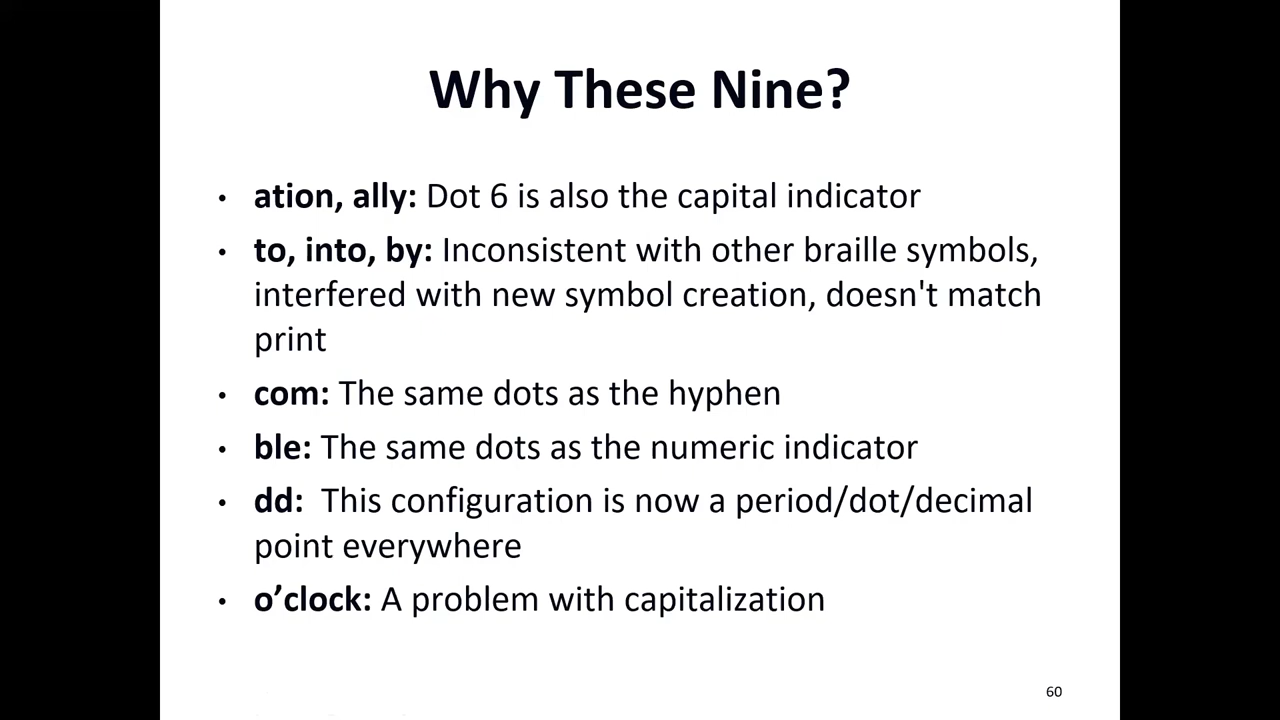 Why These Nine?
• ation, ally: Dot 6 is also the capital indicator
• to, into, by: Inconsistent with other braille symbols,
interfered with new symbol creation, doesn't match
print
• com: The same dots as the hyphen
• ble: The same dots as the numeric indicator
• dd:  This configuration is now a period/dot/decimal
point everywhere
• o’clock: A problem with capitalization
60